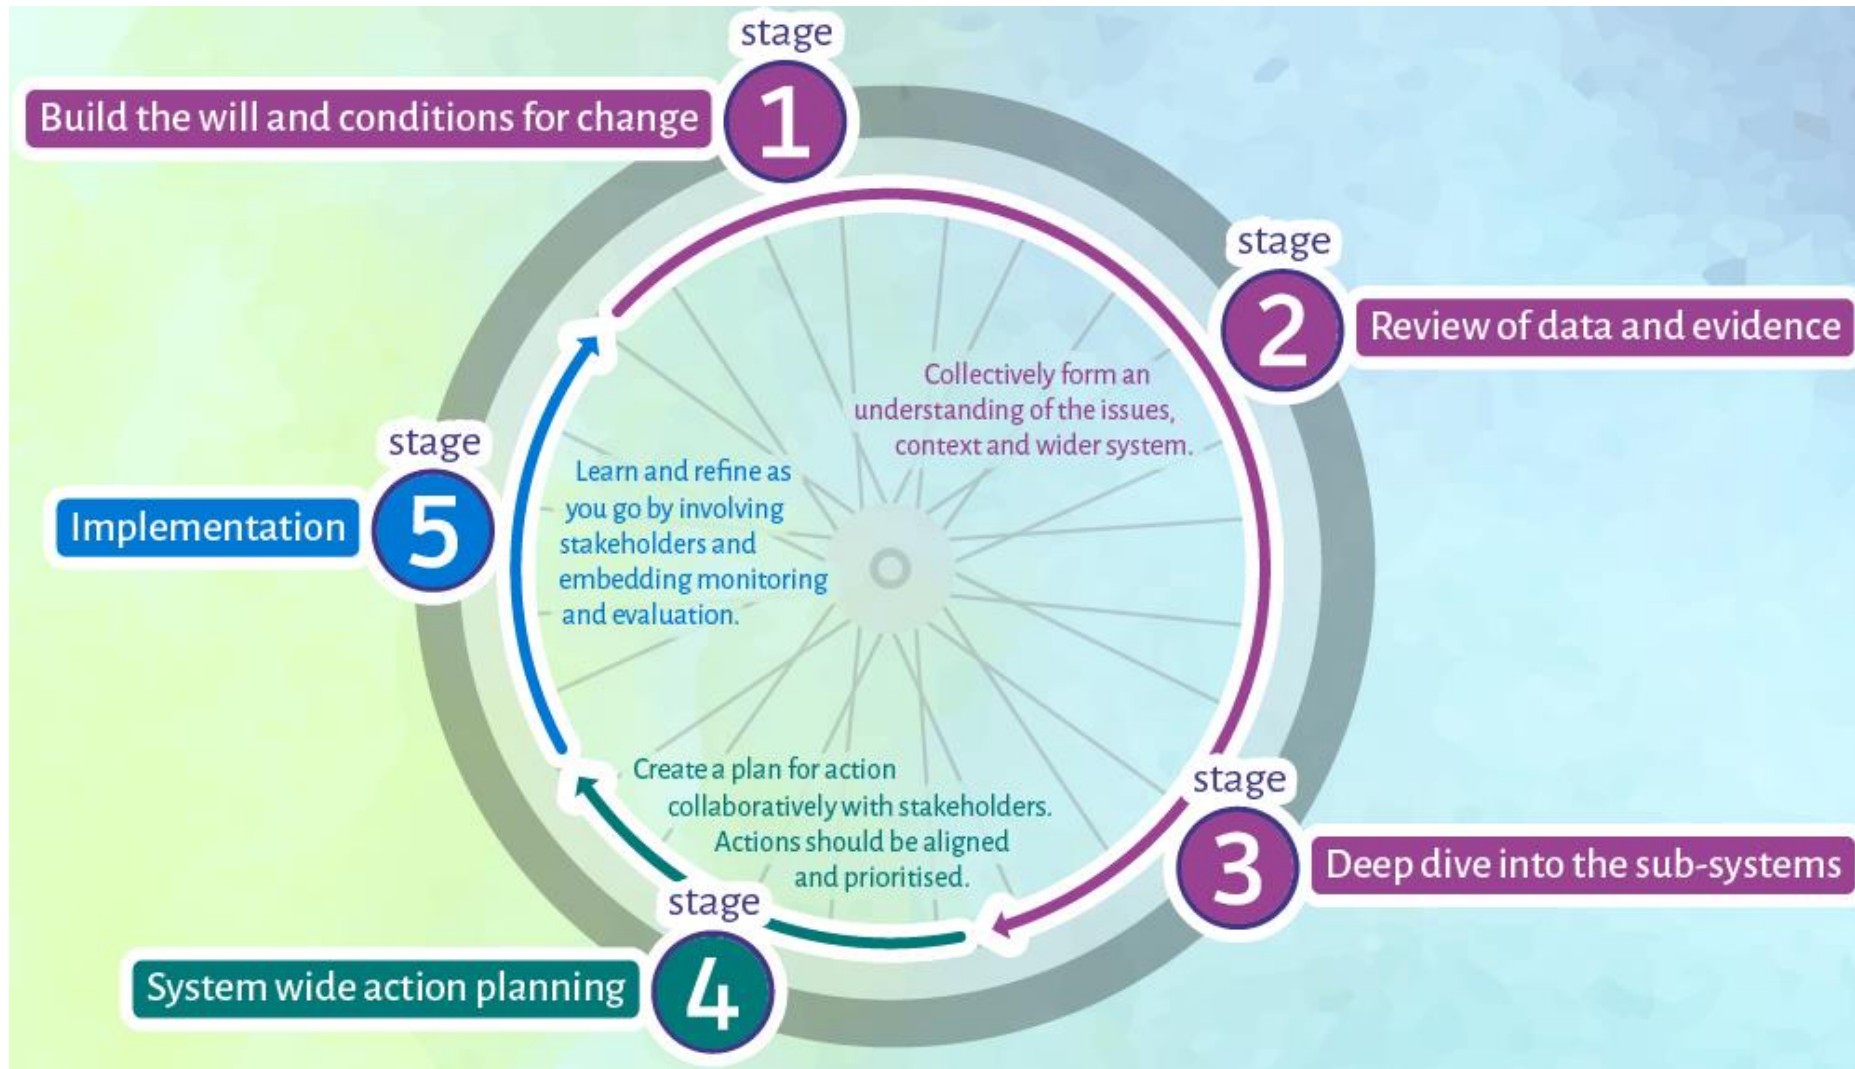 stage
1
Build the will and conditions for change
stage
2
Review of data and evidence
Collectively form an
understanding of the issues,
context and wider system.
stage
3
Deep dive into the sub-systems
stage
4
System wide action planning
Create a plan for action
collaboratively with stakeholders.
Actions should be aligned
and prioritised.
stage
5
Implementation
Learn and refine as
you go by involving
stakeholders and
embedding monitoring
and evaluation.